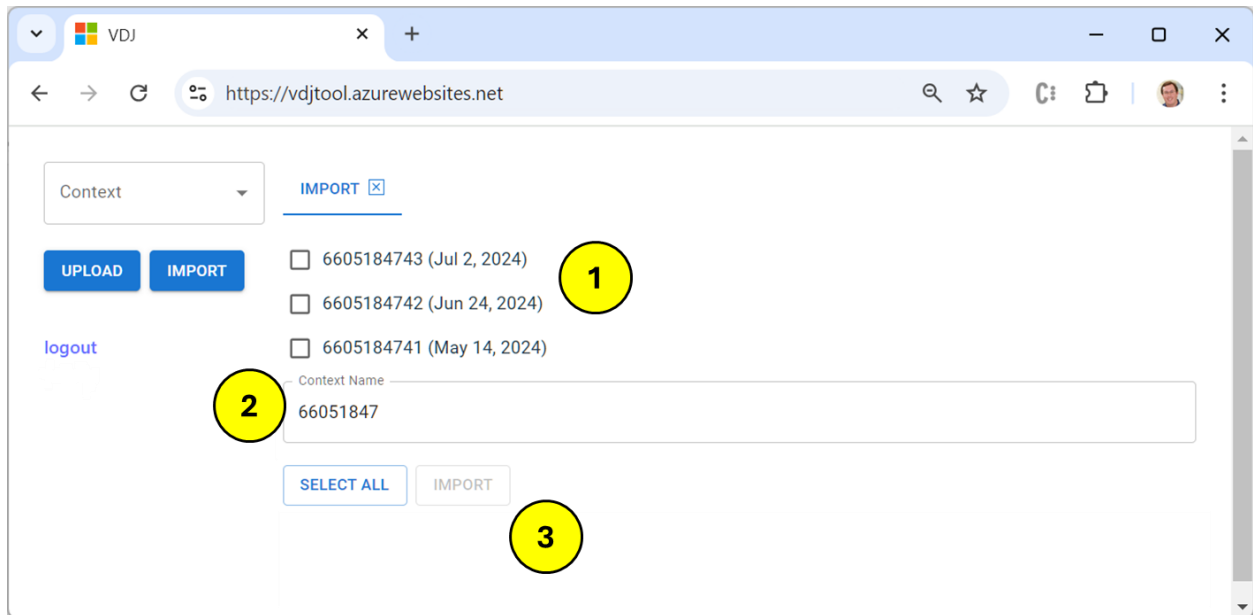 VDJ
https://vdjtool.azurewebsites.net
Context
IMPORT
UPLOAD IMPORT
6605184743 (Jul 2, 2024)
1
6605184742 (Jun 24, 2024)
logout
6605184741 (May 14, 2024)
Context Name
2
66051847
SELECT ALL IMPORT
3